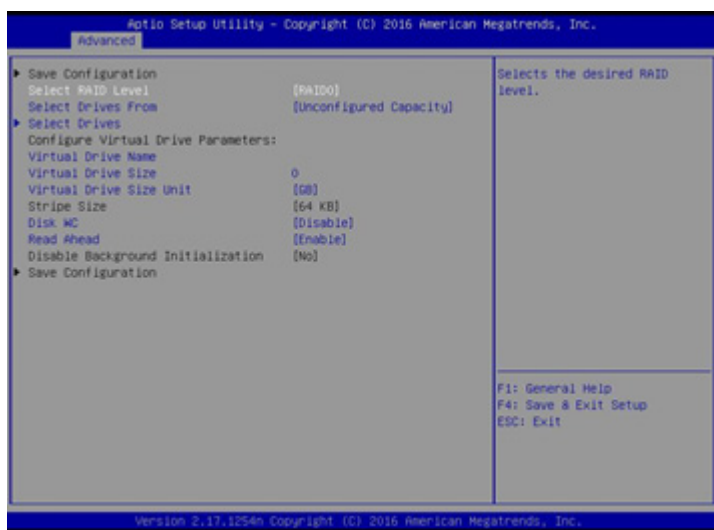 Aptio Setup Utility - Copyright (C) 2016 American Megatrends, Inc.
Advanced
Save Configuration
Select RAID Level [RAID0]
Select Drives From [Unconfigured Capacity]
Select Drives
Configure Virtual Drive Parameters:
Virtual Drive Name
Virtual Drive Size 0
Virtual Drive Size Unit [GB]
Stripe Size [64 KB]
Disk WC [Disable]
Read Ahead [Enable]
Disable Background Initialization [No]
Save Configuration
Selects the desired RAID
level.
F1: General Help
F4: Save & Exit Setup
ESC: Exit
Version 2.17.1254n Copyright (C) 2016 American Megatrends, Inc.